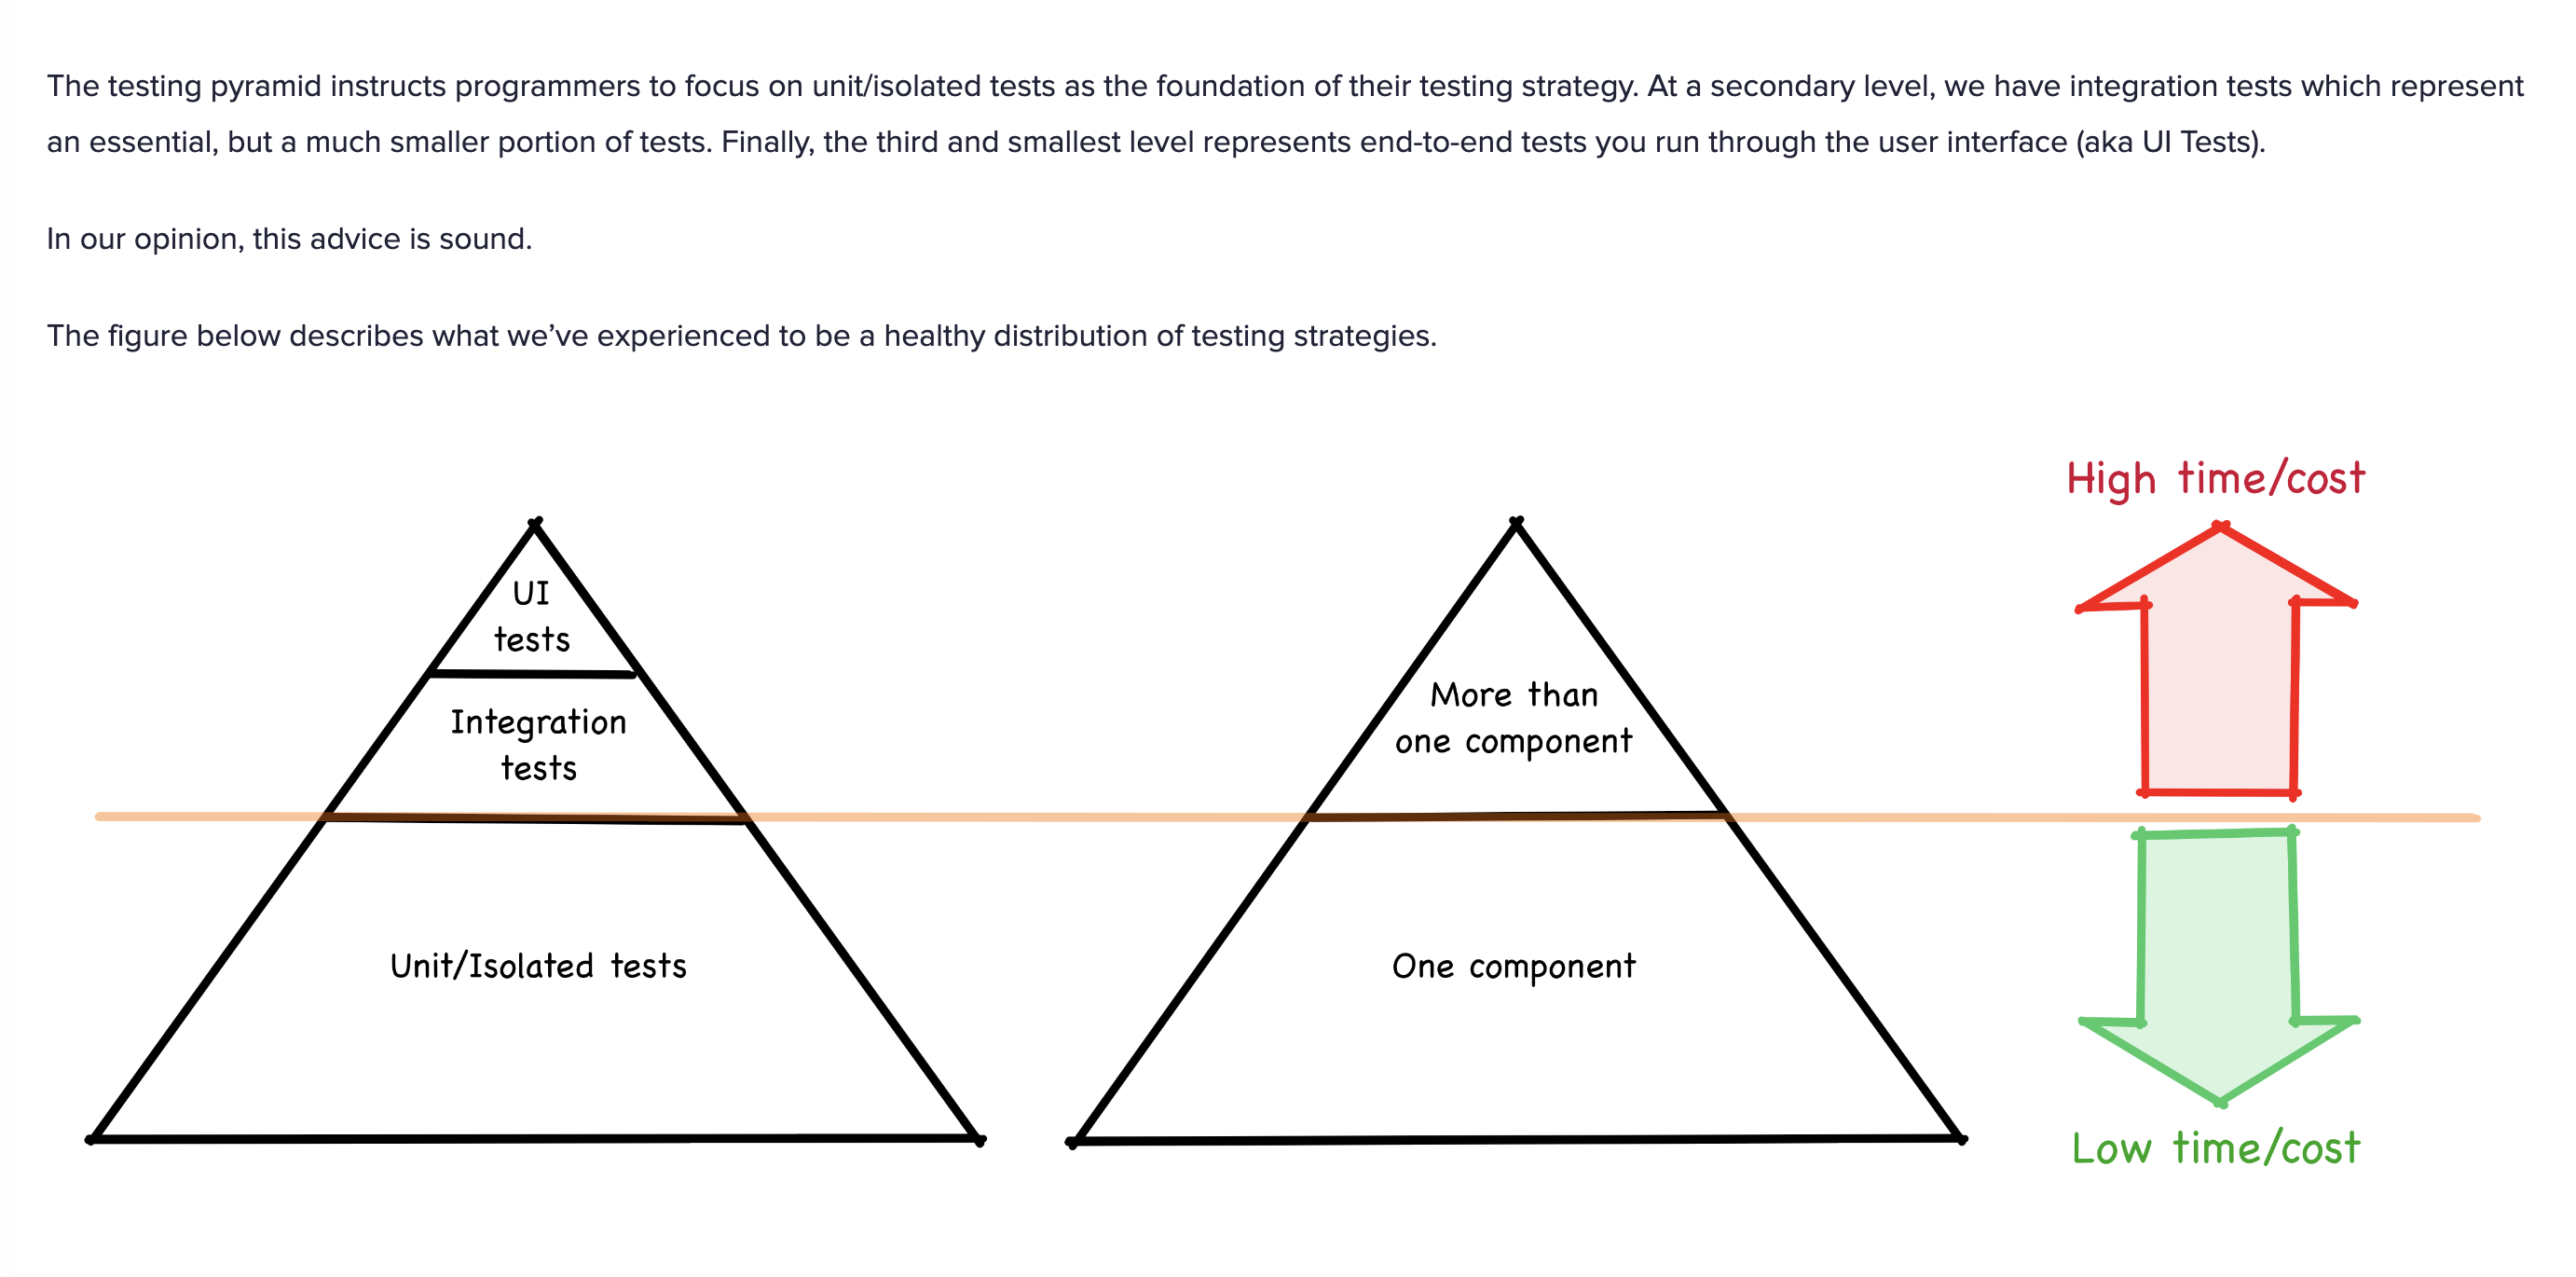 The testing pyramid instructs programmers to focus on unit/isolated tests as the foundation of their testing strategy. At a secondary level, we have integration tests which represent
an essential, but a much smaller portion of tests. Finally, the third and smallest level represents end-to-end tests you run through the user interface (aka UI Tests).
In our opinion, this advice is sound.
The figure below describes what we’ve experienced to be a healthy distribution of testing strategies.
High time/cost
UI
tests
Integration
tests
Unit/Isolated tests
More than
one component
One component
Low time/cost